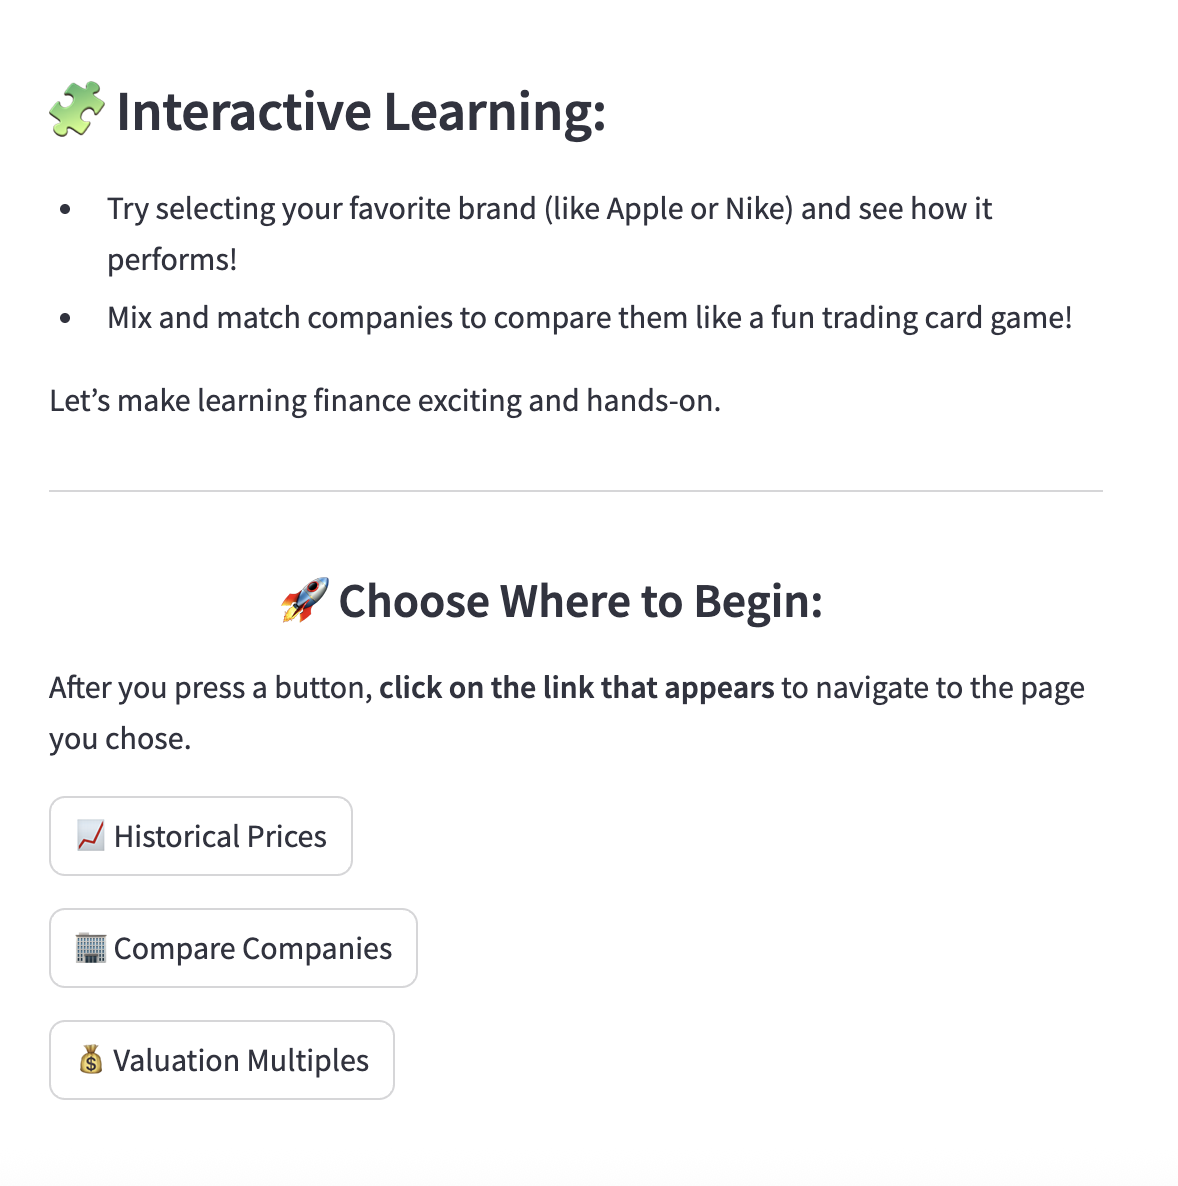 Interactive Learning:
Try selecting your favorite brand (like Apple or Nike) and see how it
performs!
Mix and match companies to compare them like a fun trading card game!
Let’s make learning finance exciting and hands-on.
Choose Where to Begin:
After you press a button, click on the link that appears to navigate to the page
you chose.
Historical Prices
Compare Companies
Valuation Multiples